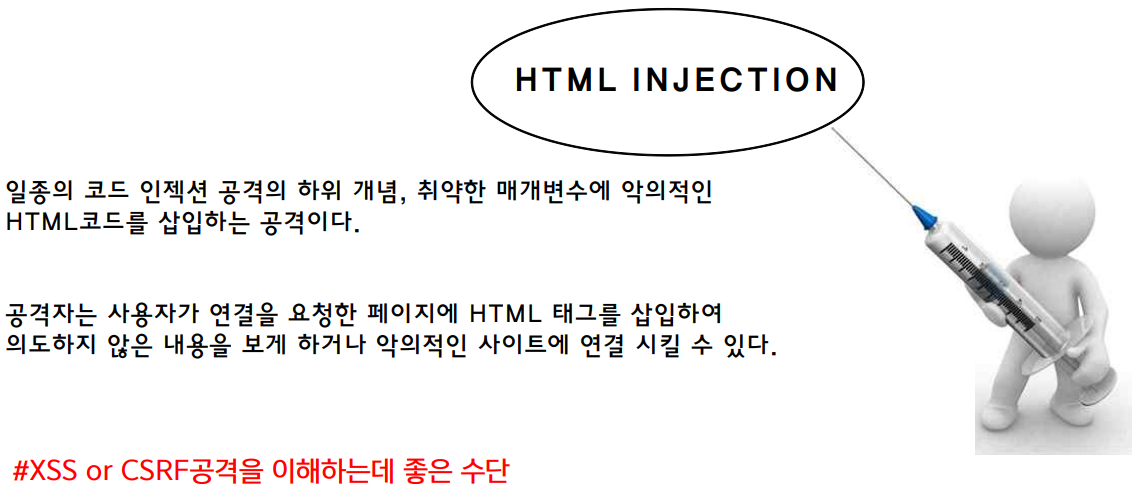 HTML INJECTION
일종의 코드 인젝션 공격의 하위 개념, 취약한 매개변수에 악의적인
HTML코드를 삽입하는 공격이다.
공격자는 사용자가 연결을 요청한 페이지에 HTML 태그를 삽입하여
의도하지 않은 내용을 보게 하거나 악의적인 사이트에 연결 시킬 수 있다.
#XSS or CSRF공격을 이해하는데 좋은 수단